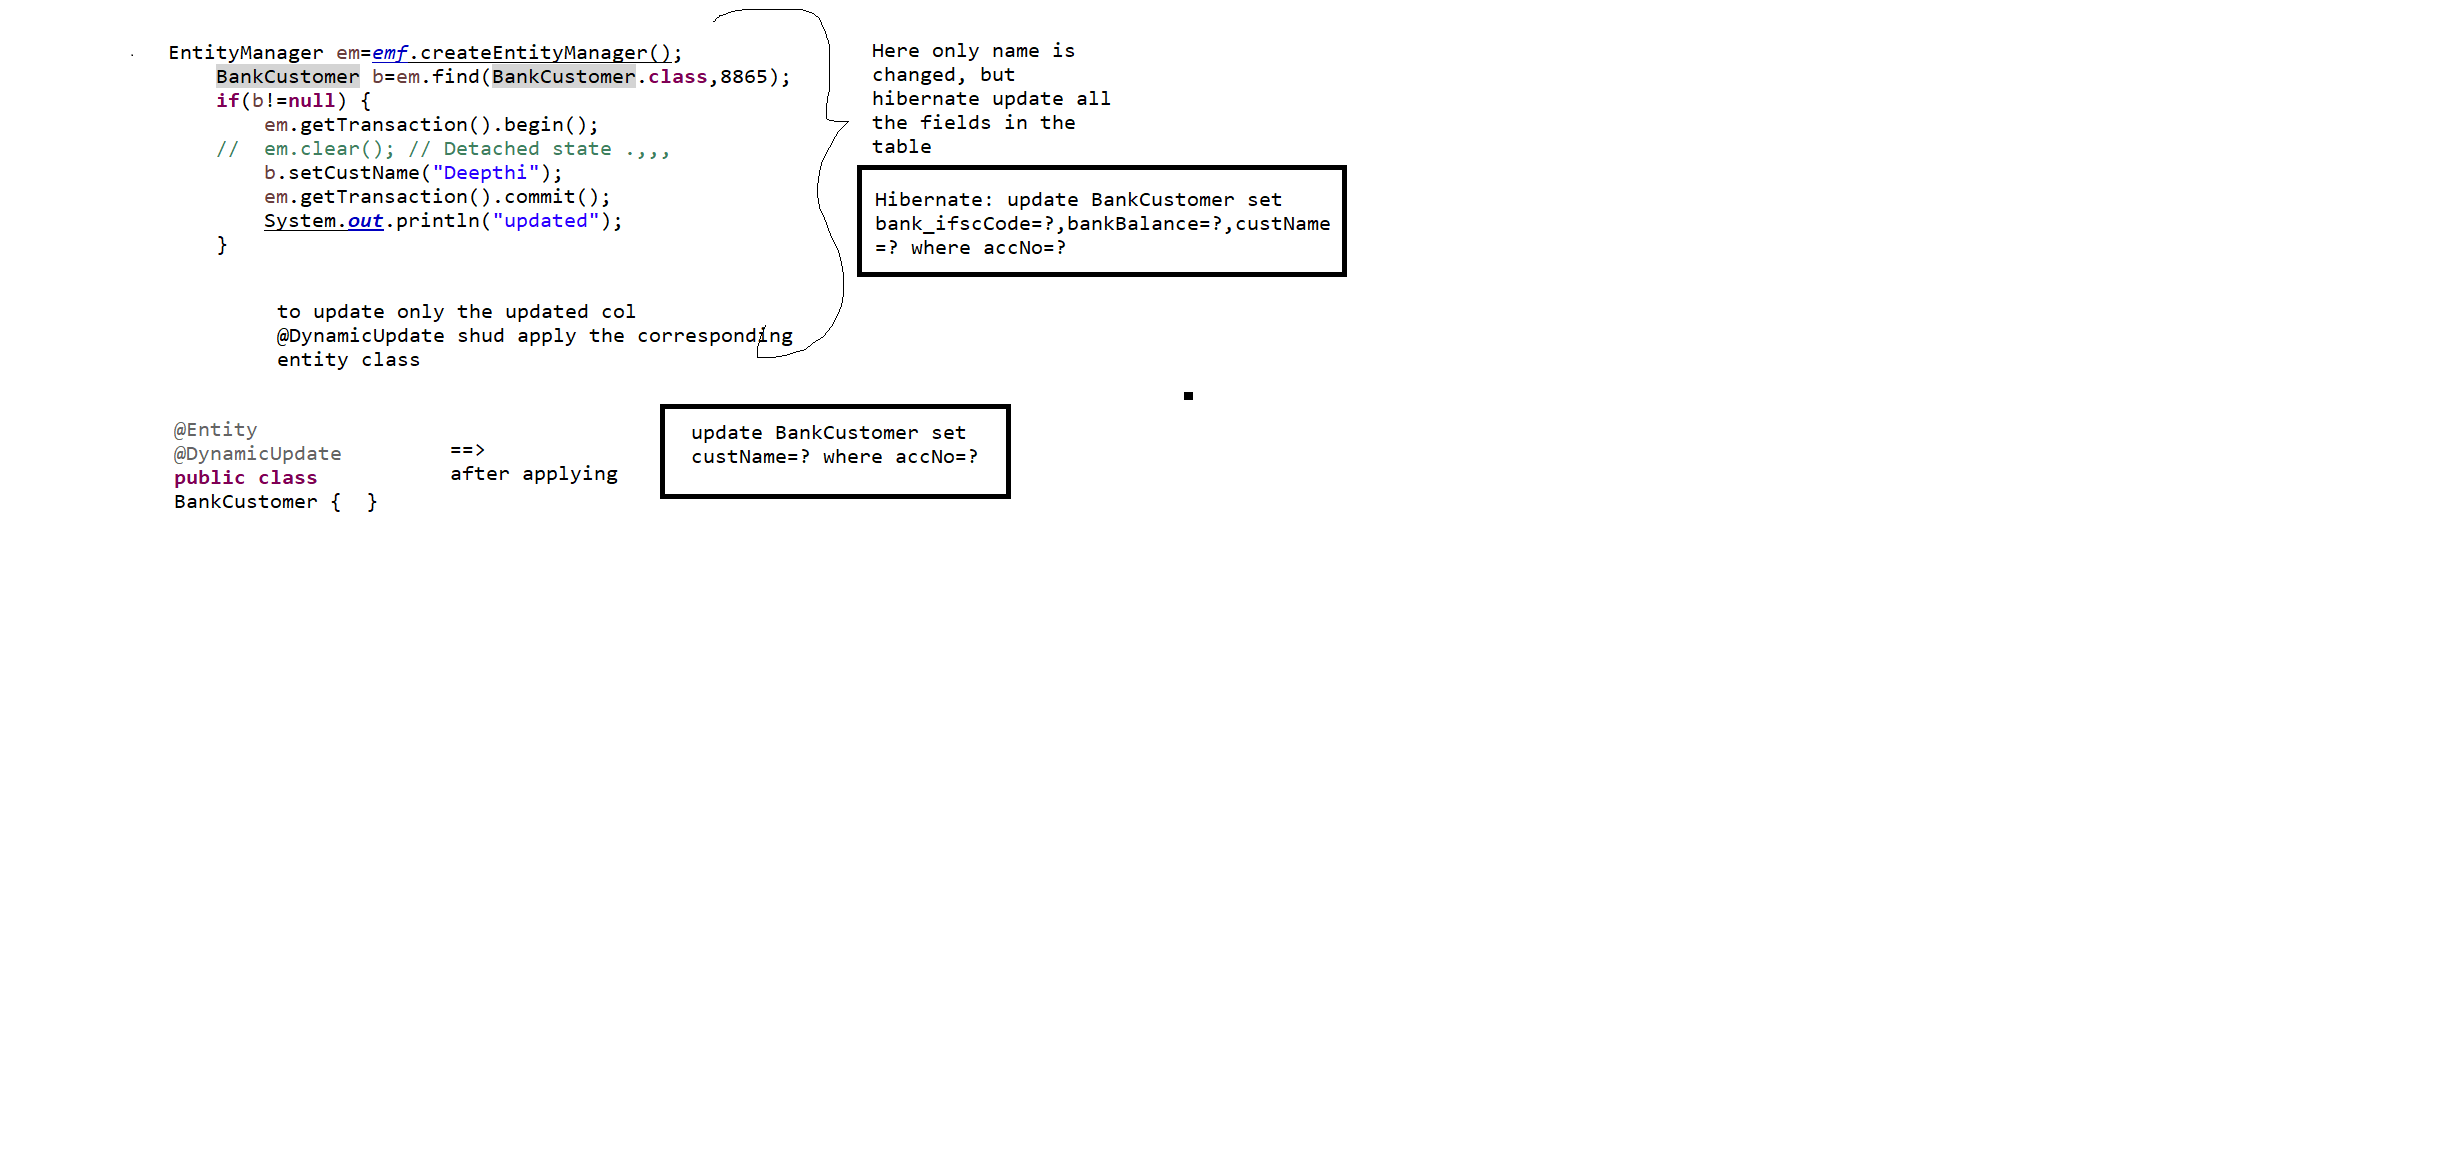 EntityManager em=emf.createEntityManager();
BankCustomer b=em.find(BankCustomer.class,8865);
if(b!=null) {
em.getTransaction().begin();
// em.clear(); // Detached state .,,,
b.setCustName("Deepthi");
em.getTransaction().commit();
System.out.println("updated");
}
Here only name is
changed, but
hibernate update all
the fields in the
table
Hibernate: update BankCustomer set
bank_ifscCode=?,bankBalance=?,custName
=? where accNo=?
to update only the updated col
@DynamicUpdate shud apply the corresponding
entity class
@Entity
@DynamicUpdate
public class
BankCustomer {  }
==>
after applying
update BankCustomer set
custName=? where accNo=?